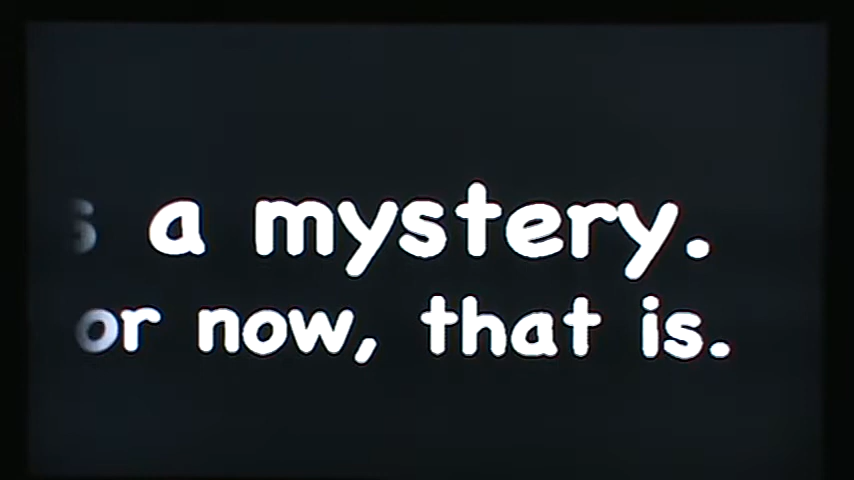 s a mystery.
or now, that is.